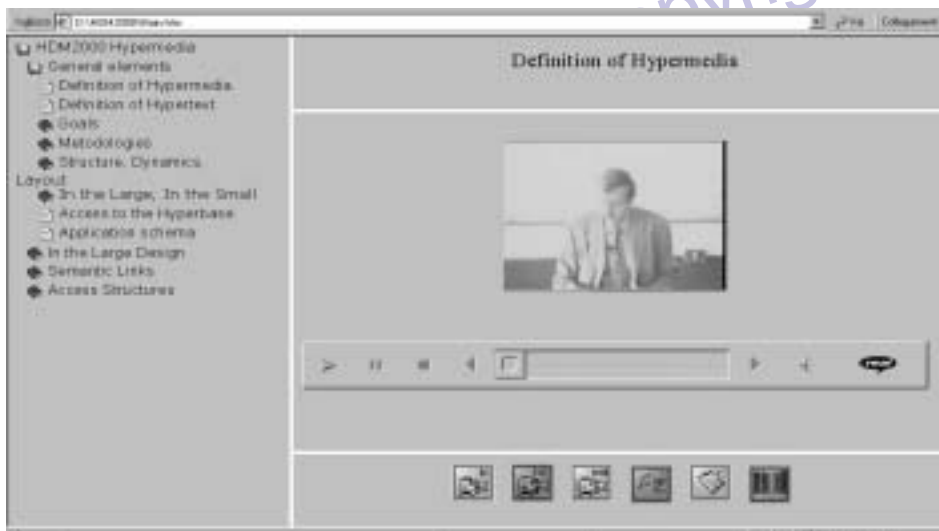 HDM2000 Hypermedia
General elements
Definition of Hypermedia
Definition of Hypertext
Goals
Metodologies
Structure, Dynamics
Layout
In the Large, In the Small
Access to the Hyperbase
Application schema
In the Large Design
Semantic Links
Access Structures
Definition of Hypermedia